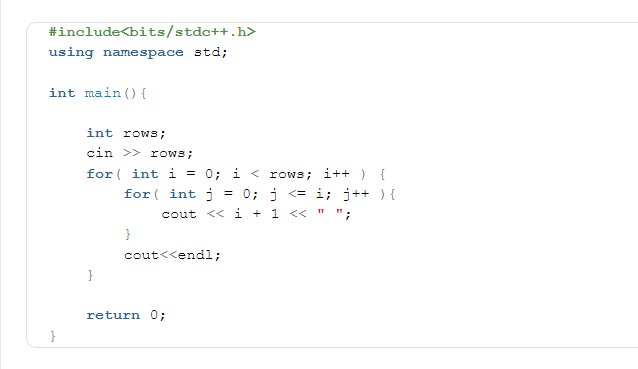 #include<bits/stdc++.h>
using namespace std;
int main(){
int rows;
cin >> rows;
for( int i = 0; i < rows; i++ ) {
for( int j = 0; j <= i; j++ ){
cout << i + 1 << " ";
}
cout<<endl;
}
return 0;
}